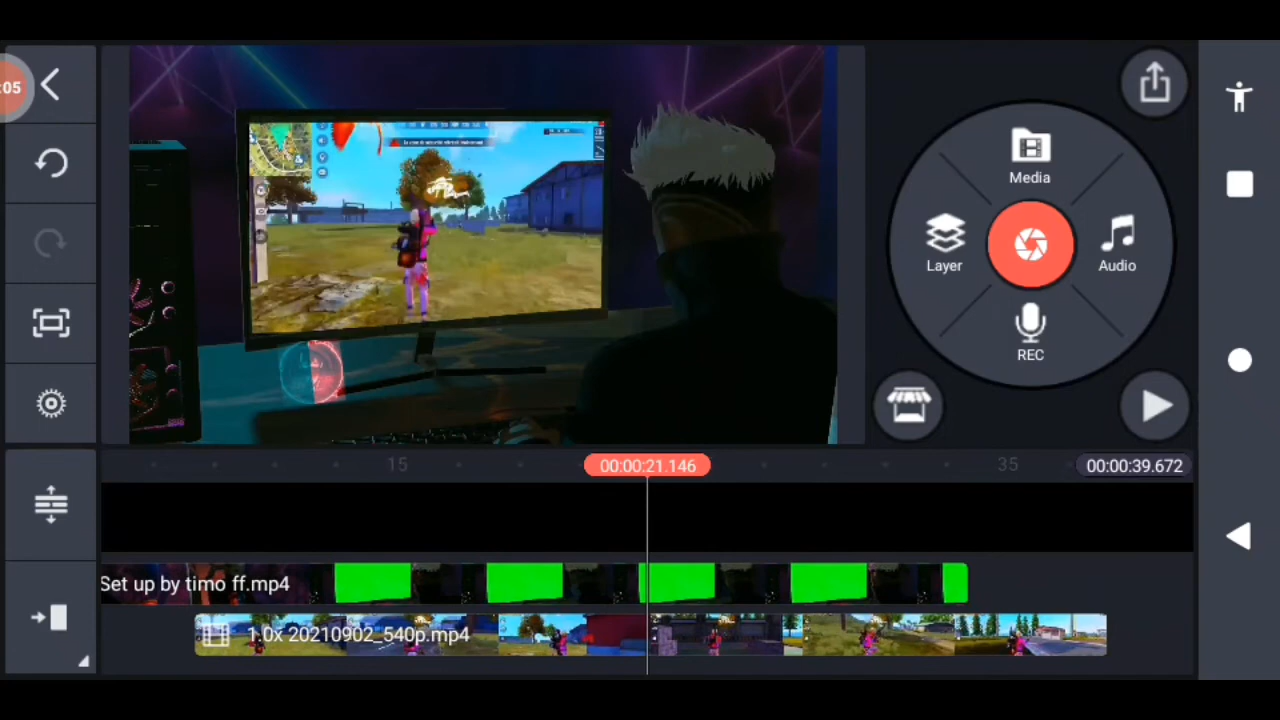 :05
Media
Layer
Audio
REC
15
00:00:21.146
35
00:00:39.672
Set up by timo ff.mp4
1.0x 20210902_540p.mp4